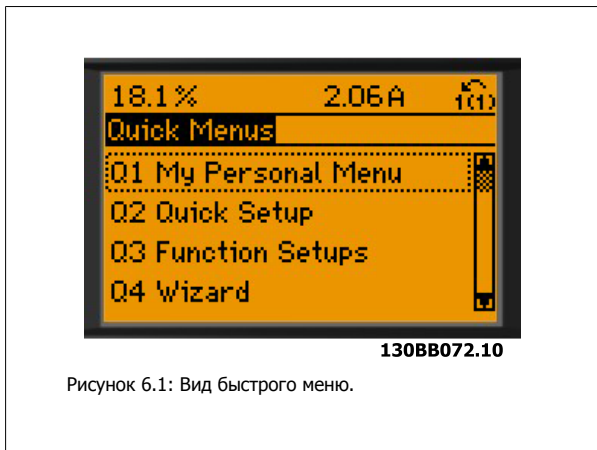 18.1% 2.06A 1(1)
Quick Menus
Q1 My Personal Menu
Q2 Quick Setup
Q3 Function Setups
Q4 Wizard
130BB072.10
Рисунок 6.1: Вид быстрого меню.